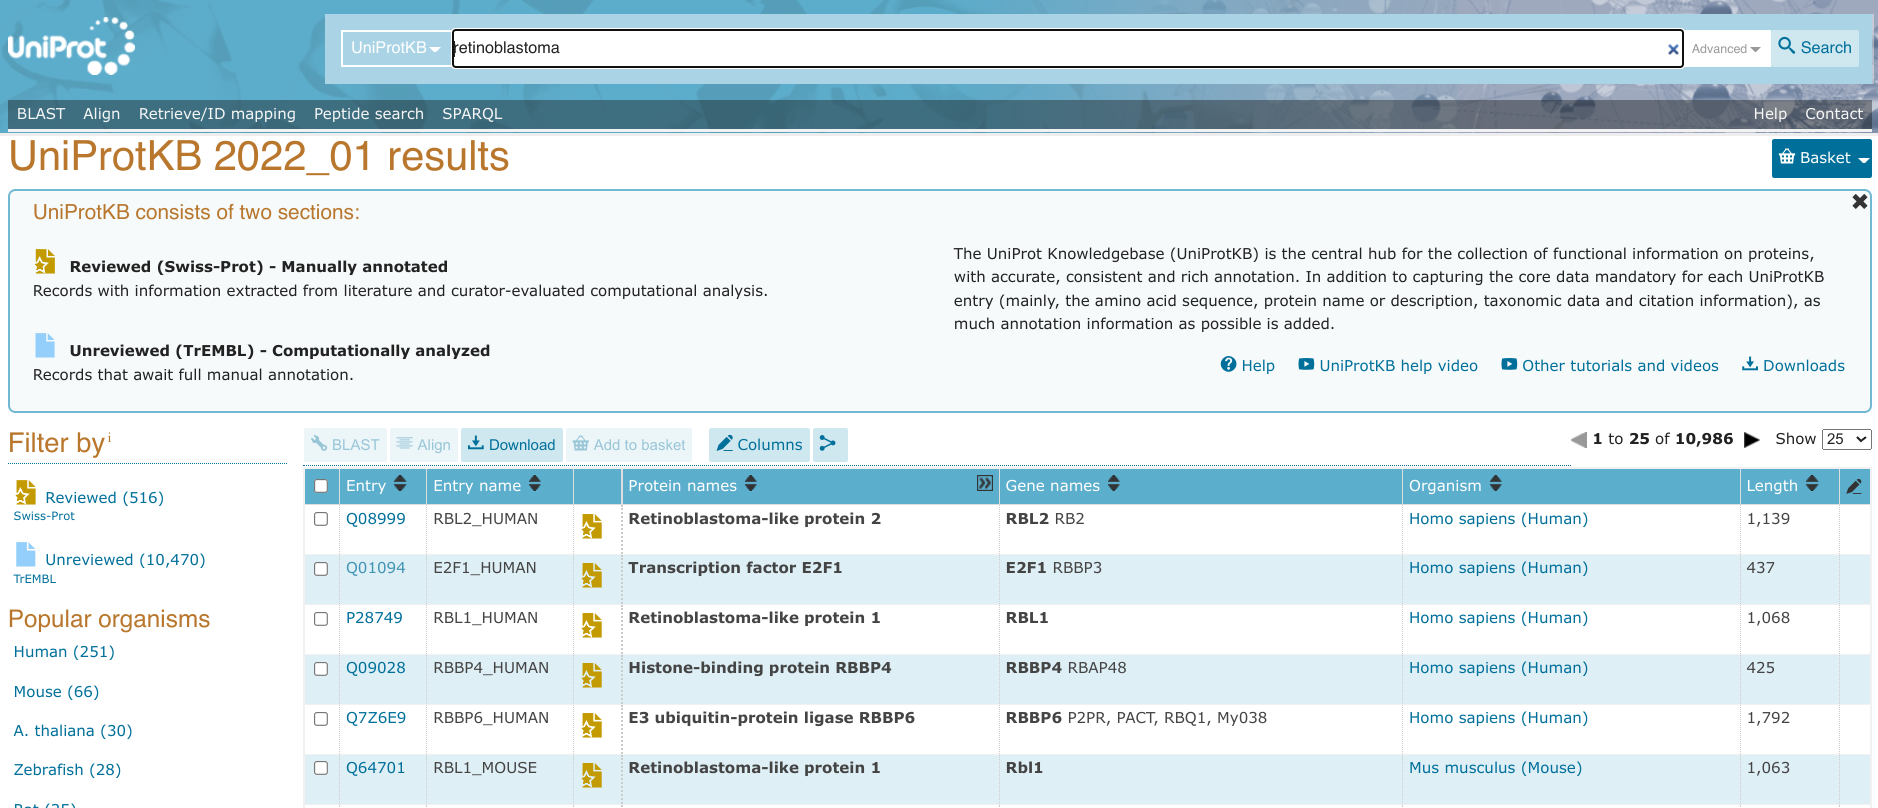 UniProt
UniProtKB
retinoblastoma
Advanced
Search
BLAST Align Retrieve/ID mapping Peptide search SPARQL Help Contact
UniProtKB 2022_01 results
Basket
UniProtKB consists of two sections:
Reviewed (Swiss-Prot) - Manually annotated
Records with information extracted from literature and curator-evaluated computational analysis.
Unreviewed (TrEMBL) - Computationally analyzed
Records that await full manual annotation.
The UniProt Knowledgebase (UniProtKB) is the central hub for the collection of functional information on proteins,
with accurate, consistent and rich annotation. In addition to capturing the core data mandatory for each UniProtKB
entry (mainly, the amino acid sequence, protein name or description, taxonomic data and citation information), as
much annotation information as possible is added.
Help UniProtKB help video Other tutorials and videos Downloads
Filter by i
Reviewed (516)
Swiss-Prot
Unreviewed (10,470)
TrEMBL
Popular organisms
Human (251)
Mouse (66)
A. thaliana (30)
Zebrafish (28)
BLAST Align Download Add to basket Columns
1 to 25 of 10,986 Show 25
Entry Entry name Protein names Gene names Organism Length
Q08999 RBL2_HUMAN Retinoblastoma-like protein 2 RBL2 RB2 Homo sapiens (Human) 1,139
Q01094 E2F1_HUMAN Transcription factor E2F1 E2F1 RBBP3 Homo sapiens (Human) 437
P28749 RBL1_HUMAN Retinoblastoma-like protein 1 RBL1 Homo sapiens (Human) 1,068
Q09028 RBBP4_HUMAN Histone-binding protein RBBP4 RBBP4 RBAP48 Homo sapiens (Human) 425
Q7Z6E9 RBBP6_HUMAN E3 ubiquitin-protein ligase RBBP6 RBBP6 P2PR, PACT, RBQ1, My038 Homo sapiens (Human) 1,792
Q64701 RBL1_MOUSE Retinoblastoma-like protein 1 Rbl1 Mus musculus (Mouse) 1,063